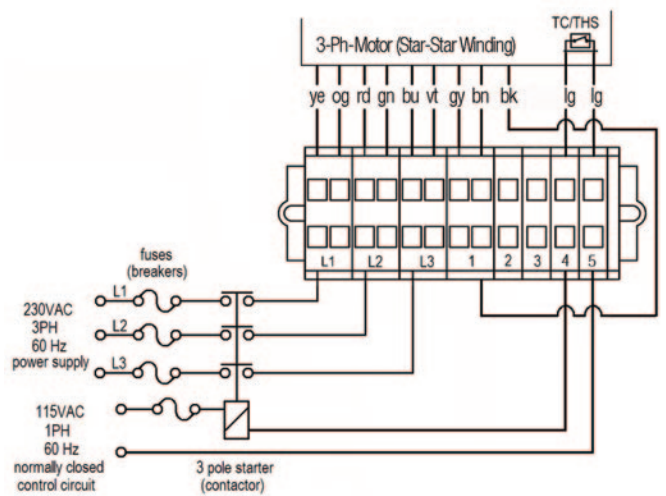 TC/THS
3-Ph-Motor (Star-Star Winding)
ye og rd gn bu vt gy bn bk lg lg
L1 L2 L3 1 2 3 4 5
fuses
(breakers)
L1
L2
L3
230VAC
3PH
60 Hz
power supply
115VAC
1PH
60 Hz
normally closed
control circuit
3 pole starter
(contactor)